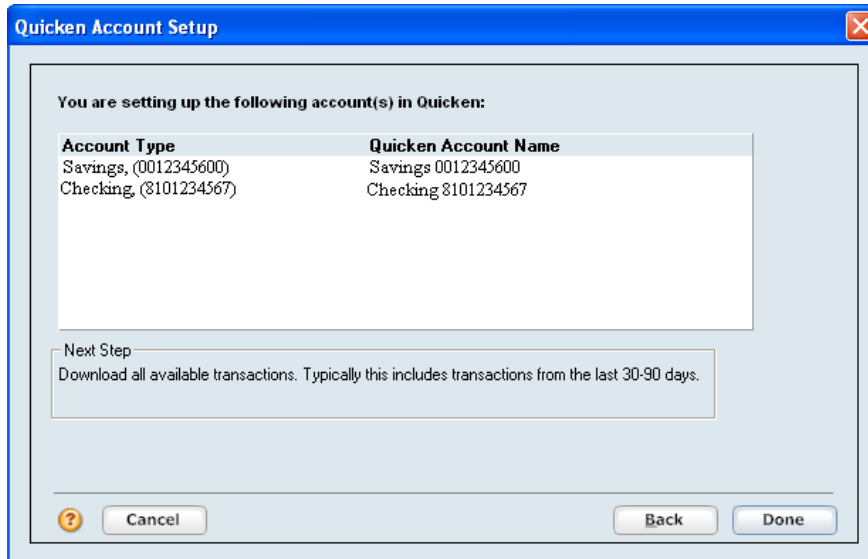 Quicken Account Setup
You are setting up the following account(s) in Quicken:
Account Type Quicken Account Name
Savings, (0012345600) Savings 0012345600
Checking, (8101234567) Checking 8101234567
Next Step
Download all available transactions. Typically this includes transactions from the last 30-90 days.
? Cancel Back Done